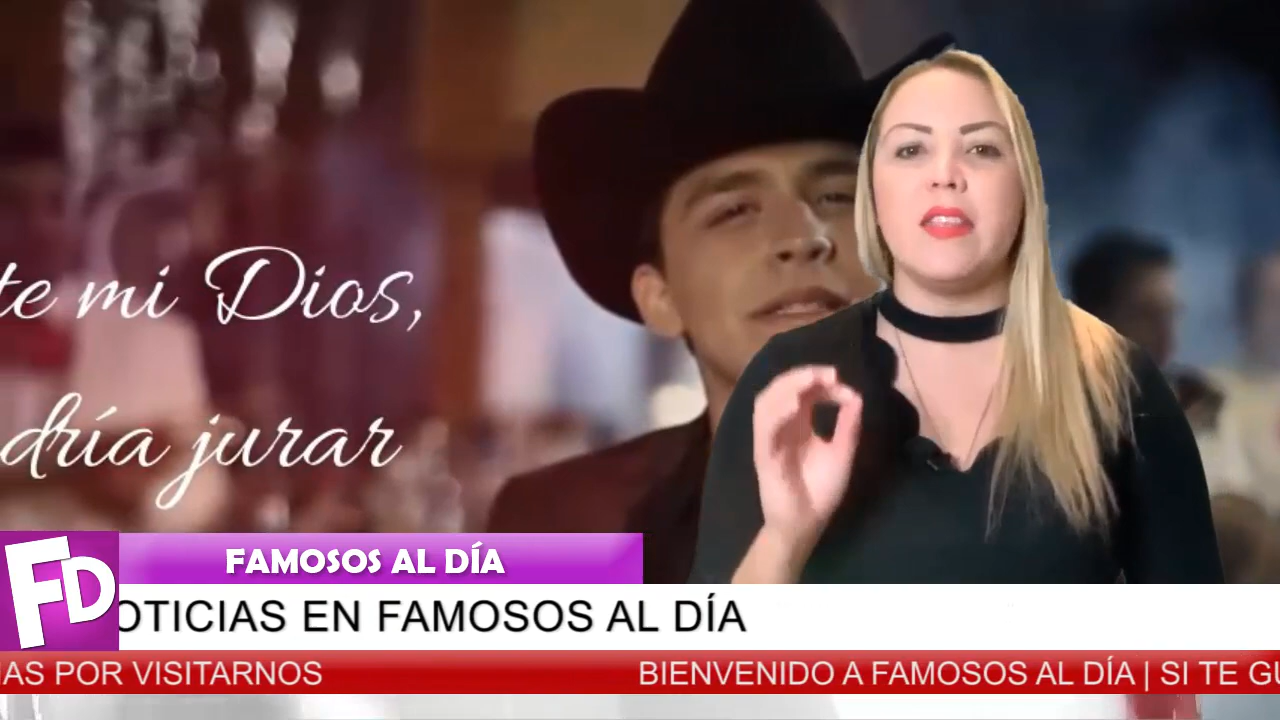 te mi Dios,
dría jurar
FAMOSOS AL DÍA
FD
OTICIAS EN FAMOSOS AL DÍA
AS POR VISITARNOS
BIENVENIDO A FAMOSOS AL DÍA | SI TE GU